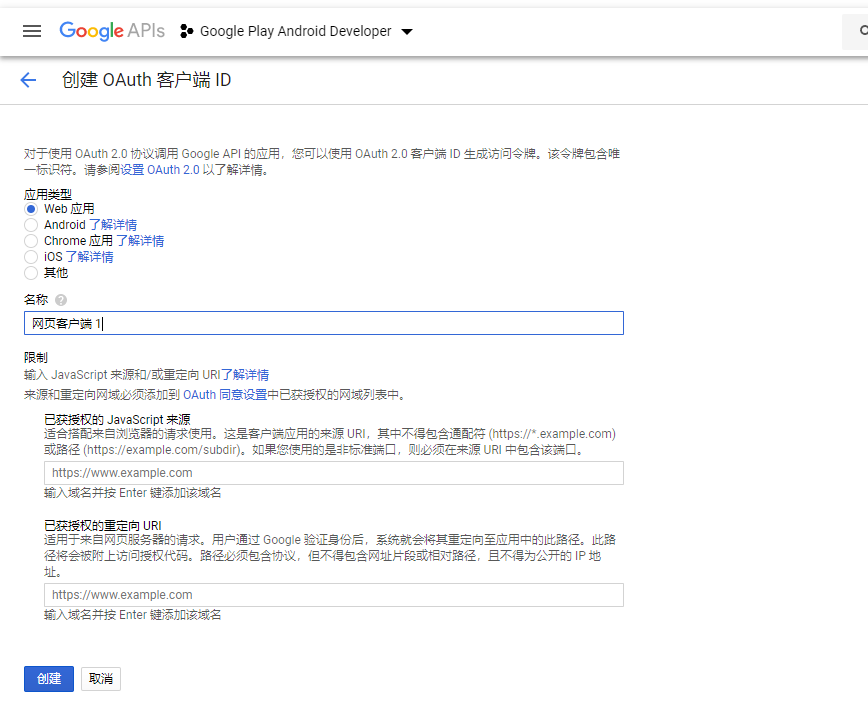 Google APIs Google Play Android Developer
创建 OAuth 客户端 ID
对于使用 OAuth 2.0 协议调用 Google API 的应用，您可以使用 OAuth 2.0 客户端 ID 生成访问令牌。该令牌包含唯
一标识符。请参阅设置 OAuth 2.0 以了解详情。
应用类型
Web 应用
Android 了解详情
Chrome 应用 了解详情
iOS 了解详情
其他
名称 ?
网页客户端 1
限制
输入 JavaScript 来源和/或重定向 URI了解详情
来源和重定向网域必须添加到 OAuth 同意设置中已获授权的网域列表中。
已获授权的 JavaScript 来源
适合搭配来自浏览器的请求使用。这是客户端应用的来源 URI，其中不得包含通配符 (https://*.example.com)
或路径 (https://example.com/subdir)。如果您使用的是非标准端口，则必须在来源 URI 中包含该端口。
https://www.example.com
输入域名并按 Enter 键添加该域名
已获授权的重定向 URI
适用于来自网页服务器的请求。用户通过 Google 验证身份后，系统就会将其重定向至应用中的此路径。此路
径将会被附上访问授权代码。路径必须包含协议，但不得包含网址片段或相对路径，且不得为公开的 IP 地
址。
https://www.example.com
输入域名并按 Enter 键添加该域名
创建 取消